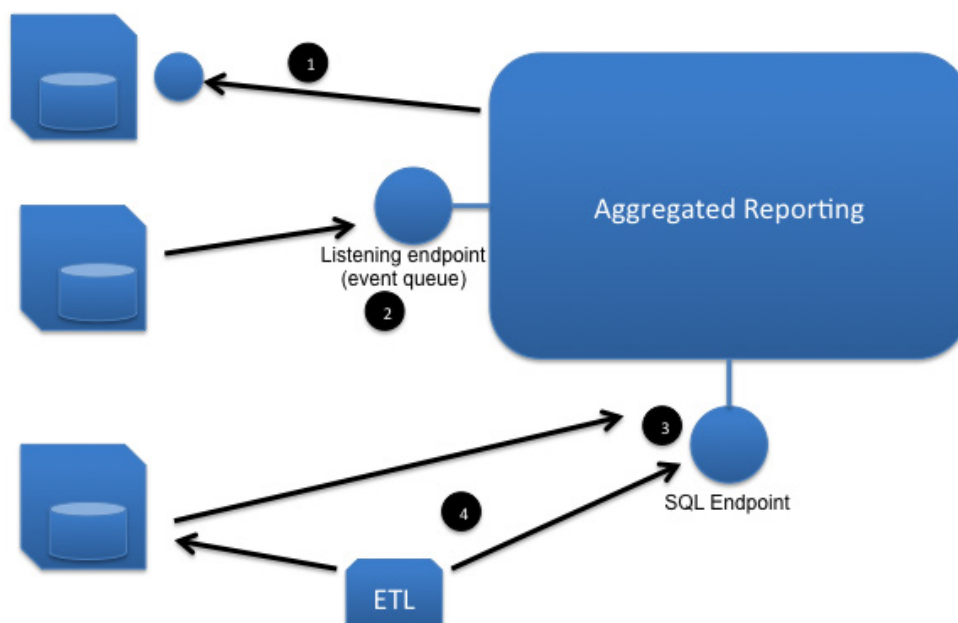 1
Aggregated Reporting
Listening endpoint
(event queue)
2
3
SQL Endpoint
4
ETL